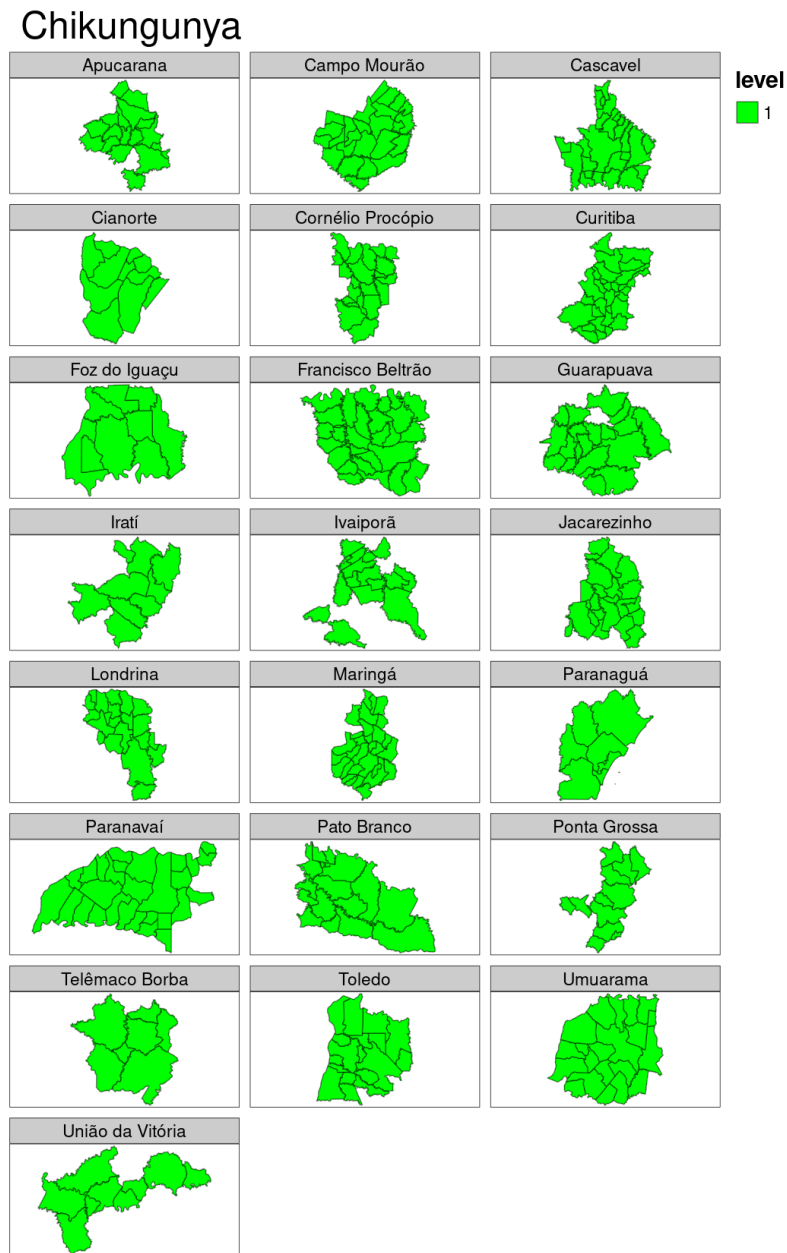 Chikungunya
Apucarana
Campo Mourão
Cascavel
level
1
Cianorte
Cornélio Procópio
Curitiba
Foz do Iguaçu
Francisco Beltrão
Guarapuava
Iratí
Ivaiporã
Jacarezinho
Londrina
Maringá
Paranaguá
Paranavaí
Pato Branco
Ponta Grossa
Telêmaco Borba
Toledo
Umuarama
União da Vitória